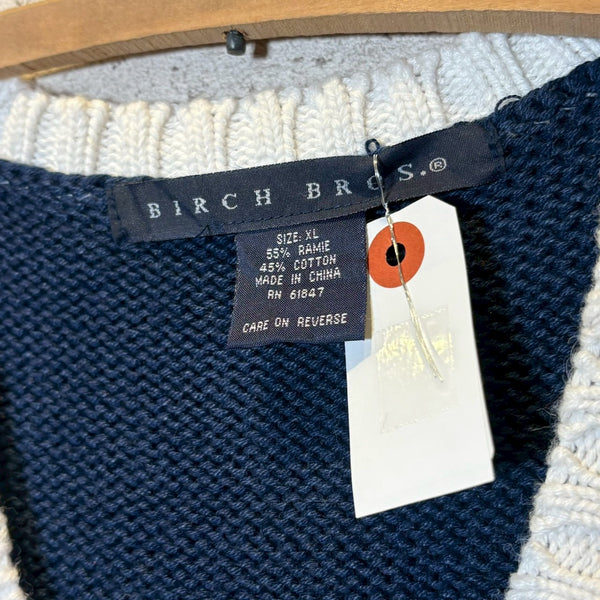 BIRCH BROS.®
SIZE: XL
55% RAMIE
45% COTTON
MADE IN CHINA
RN 61847
CARE ON REVERSE